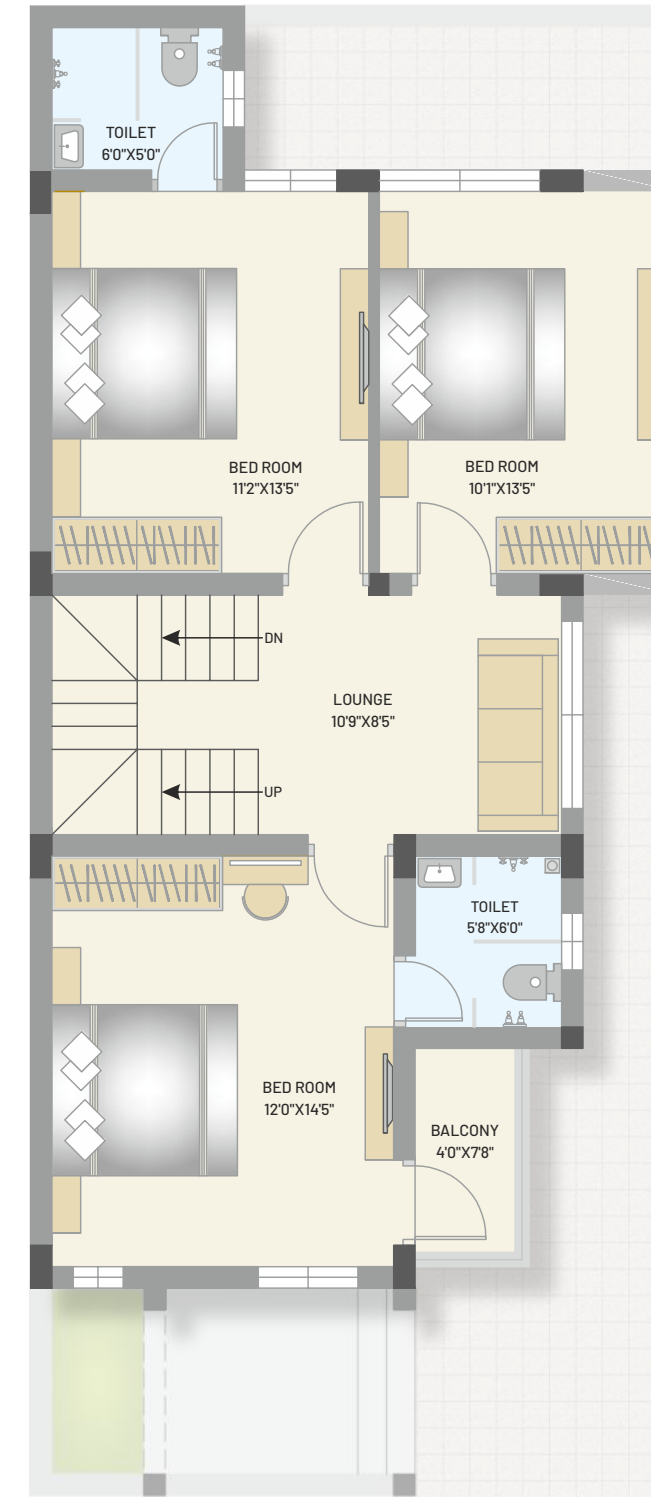 TOILET
6'0"X5'0"
BED ROOM
11'2"X13'5"
BED ROOM
10'1"X13'5"
DN
LOUNGE
10'9"X8'5"
UP
TOILET
5'8"X6'0"
BED ROOM
12'0"X14'5"
BALCONY
4'0"X7'8"